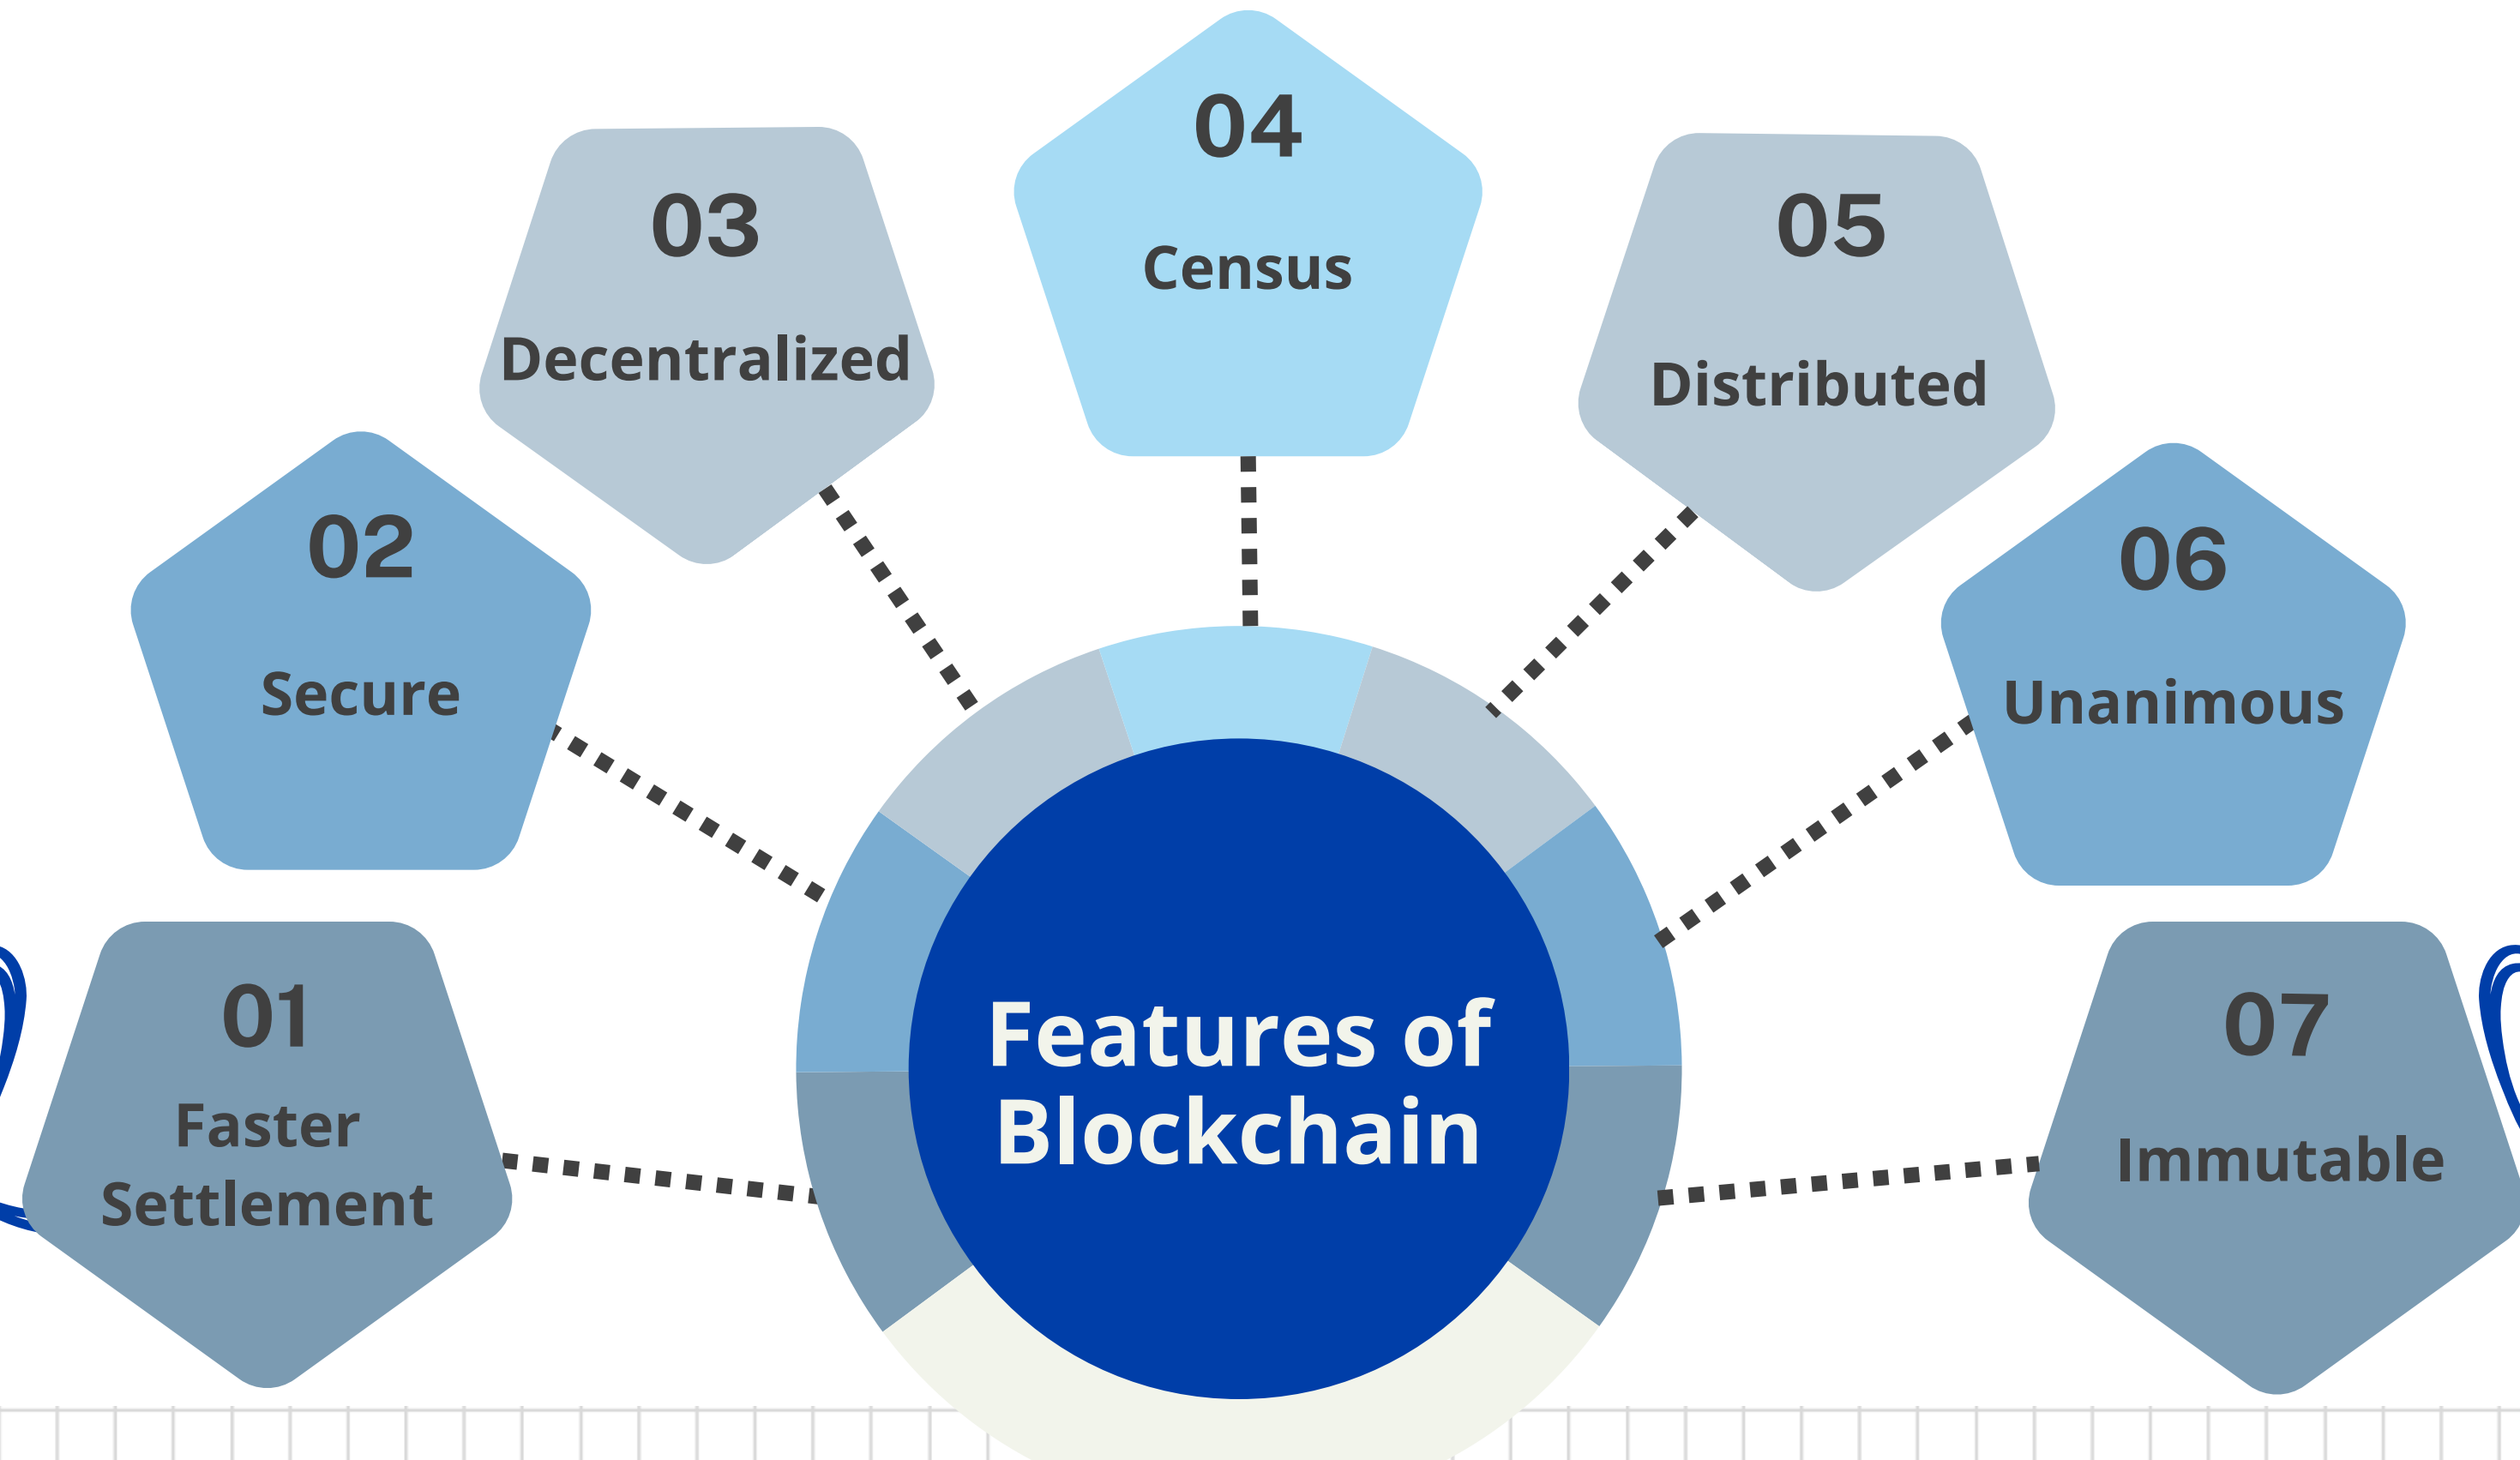 01
Faster
Settlement
02
Secure
03
Decentralized
04
Census
05
Distributed
06
Unanimous
07
Immutable
Features of
Blockchain